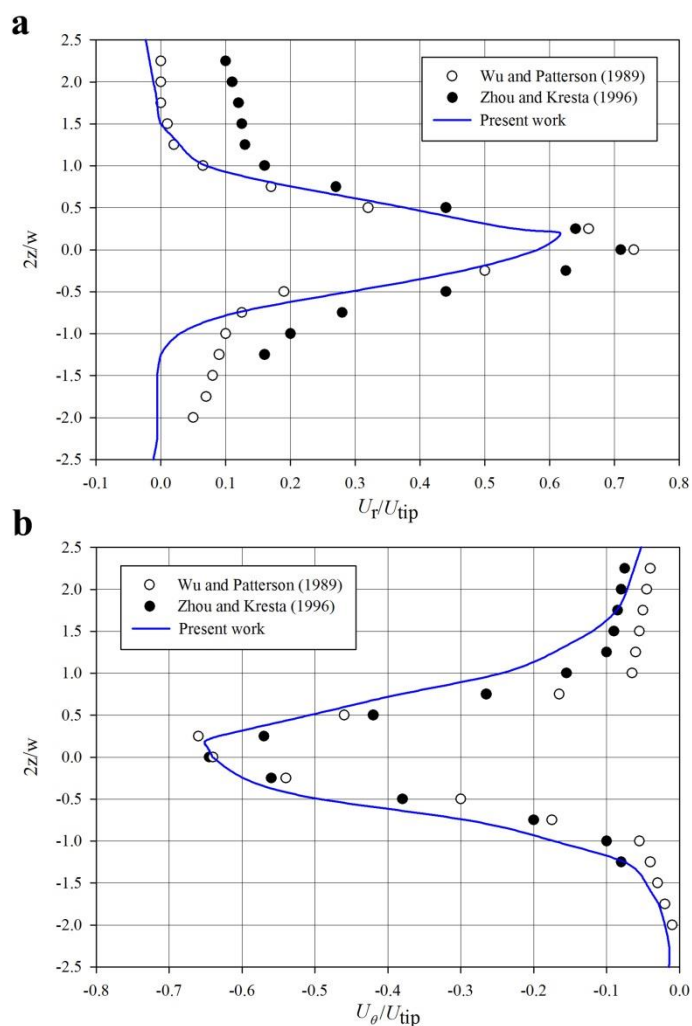 a
2.5
2.0
1.5
1.0
0.5
0.0
-0.5
-1.0
-1.5
-2.0
-2.5
2z/w
Wu and Patterson (1989)
Zhou and Kresta (1996)
Present work
-0.1 0.0 0.1 0.2 0.3 0.4 0.5 0.6 0.7 0.8
Ur/Utip
b
2.5
2.0
1.5
1.0
0.5
0.0
-0.5
-1.0
-1.5
-2.0
-2.5
2z/w
Wu and Patterson (1989)
Zhou and Kresta (1996)
Present work
-0.8 -0.7 -0.6 -0.5 -0.4 -0.3 -0.2 -0.1 0.0
Uθ/Utip